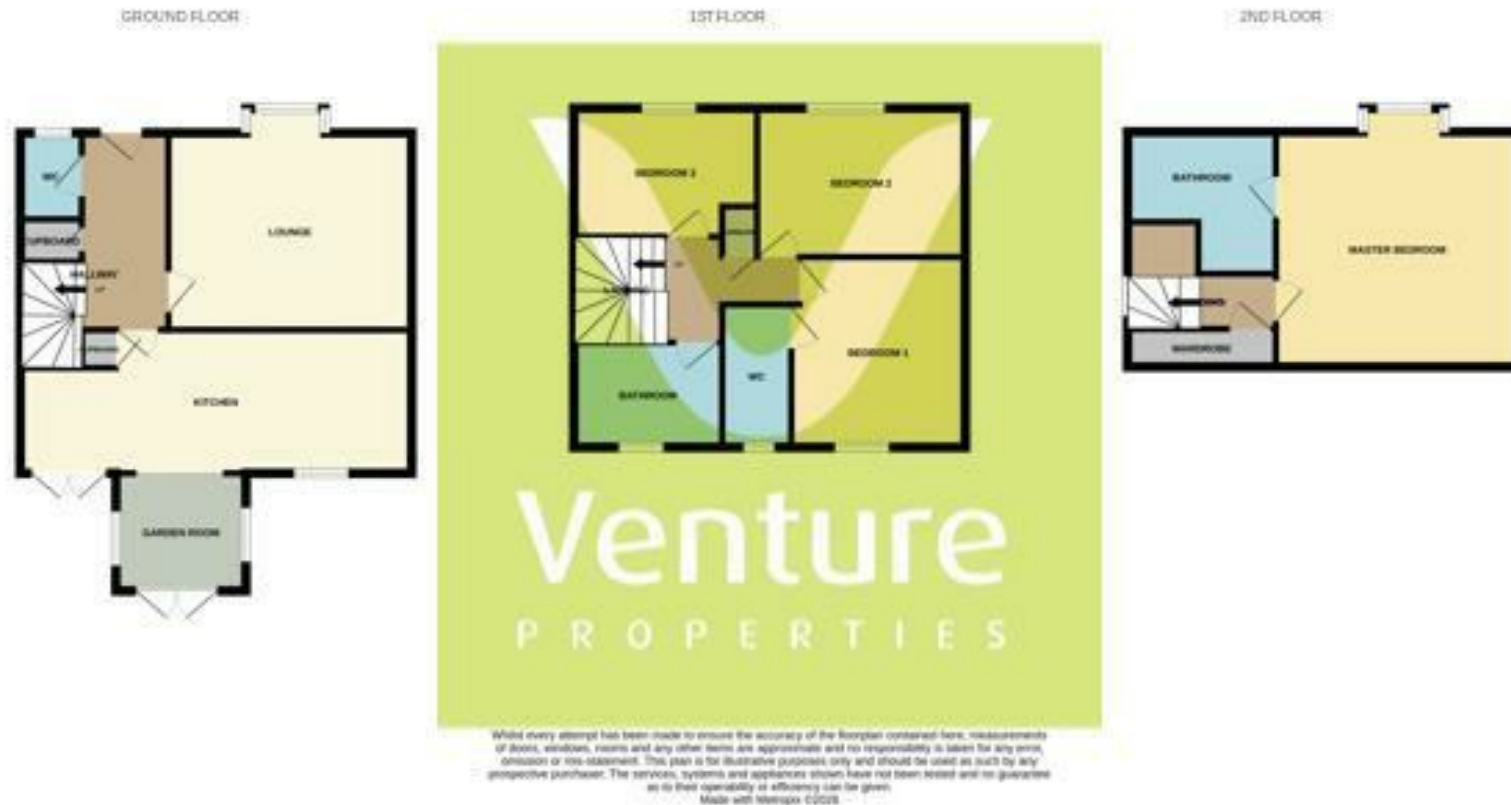 GROUND FLOOR
1ST FLOOR
2ND FLOOR
WC
CUPBOARD
HALLWAY
UP
LOUNGE
KITCHEN
GARDEN ROOM
BEDROOM 3
BEDROOM 2
BEDROOM 1
BATHROOM
WC
BATHROOM
MASTER BEDROOM
WARDROBE
Venture
PROPERTIES
Whilst every attempt has been made to ensure the accuracy of the floorplan contained here, measurements
of doors, windows, rooms and any other items are approximate and no responsibility is taken for any error,
omission or mis-statement. This plan is for illustrative purposes only and should be used as such by any
prospective purchaser. The services, systems and appliances shown have not been tested and no guarantee
as to their operability or efficiency can be given.
Made with Metropix